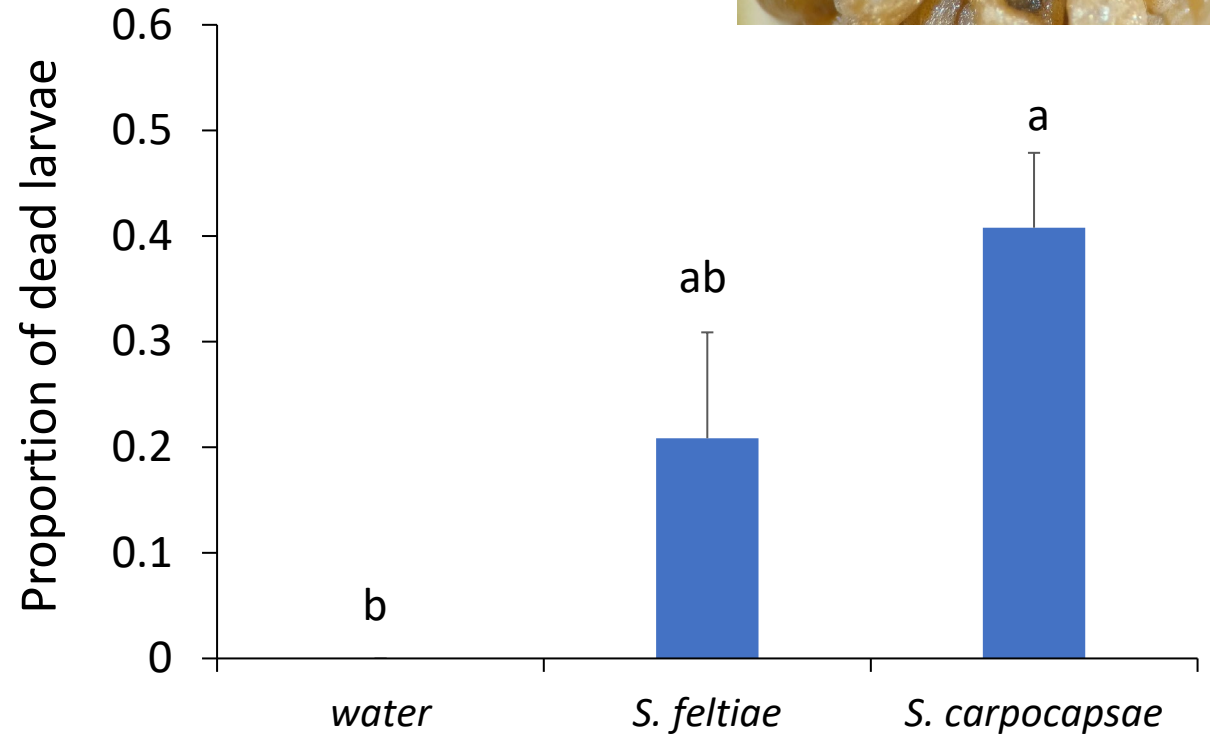 Proportion of dead larvae
0.6
0.5
0.4
0.3
0.2
0.1
0
b
ab
a
water
S. feltiae
S. carpocapsae